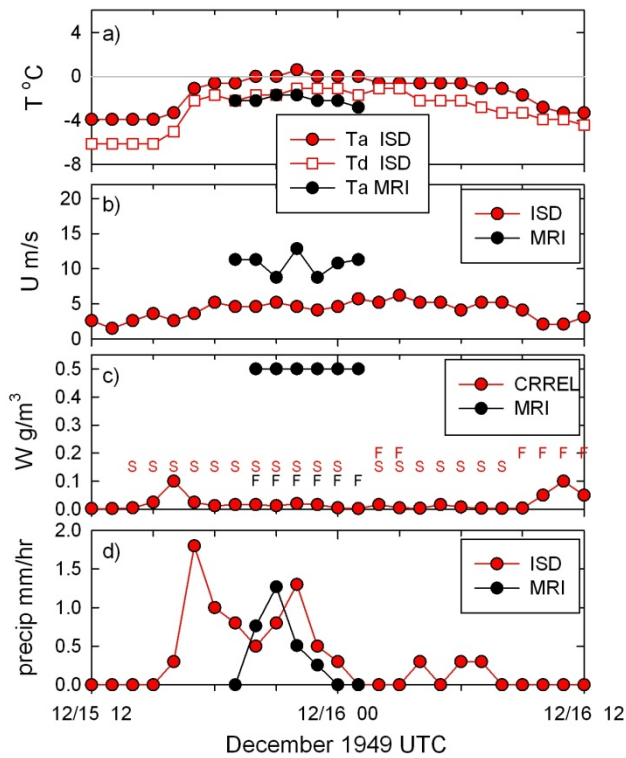 a)
4
0
-4
-8
T °C
Ta ISD
Td ISD
Ta MRI
b)
20
15
10
5
0
U m/s
ISD
MRI
c)
0.5
0.4
0.3
0.2
0.1
0.0
W g/m³
CRREL
MRI
F F F F F F
S S S S S S S S S S S S S S S S S S
F F F F F F
d)
2.0
1.5
1.0
0.5
0.0
precip mm/hr
ISD
MRI
12/15 12 12/16 00 12/16 12
December 1949 UTC